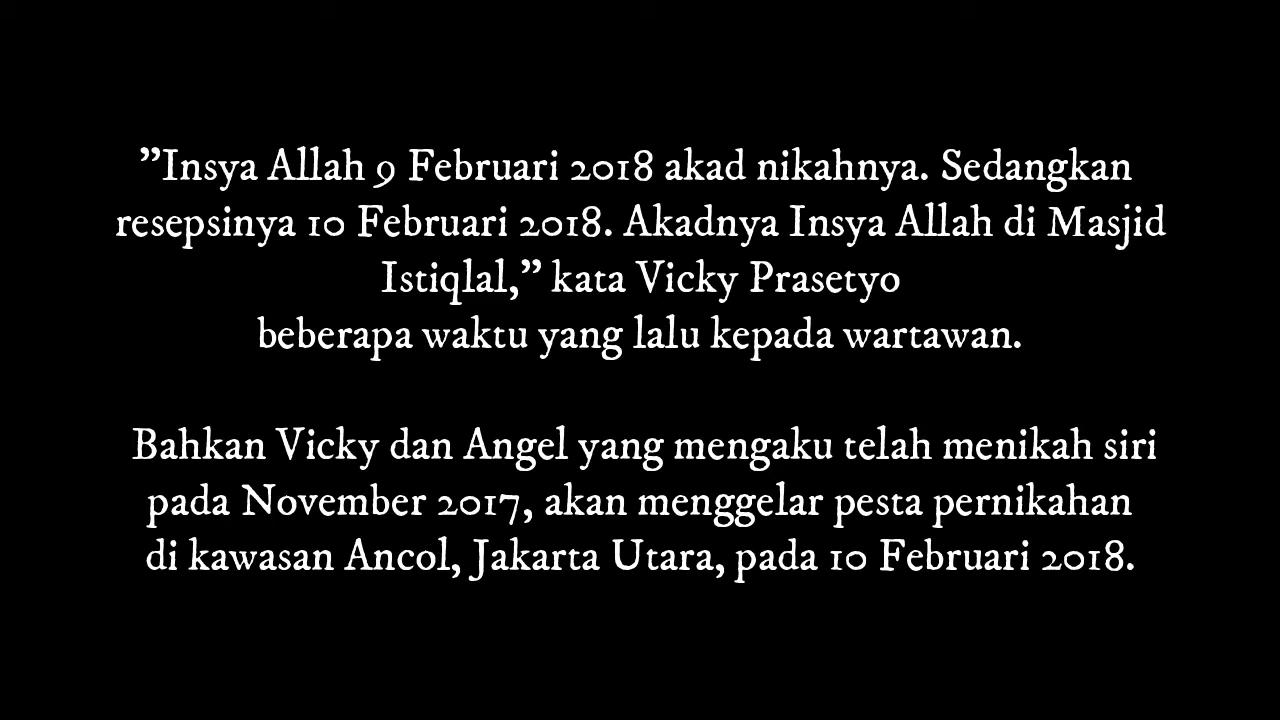 ”Insya Allah 9 Februari 2018 akad nikahnya. Sedangkan
resepsinya 10 Februari 2018. Akadnya Insya Allah di Masjid
Istiqlal,” kata Vicky Prasetyo
beberapa waktu yang lalu kepada wartawan.
Bahkan Vicky dan Angel yang mengaku telah menikah siri
pada November 2017, akan menggelar pesta pernikahan
di kawasan Ancol, Jakarta Utara, pada 10 Februari 2018.